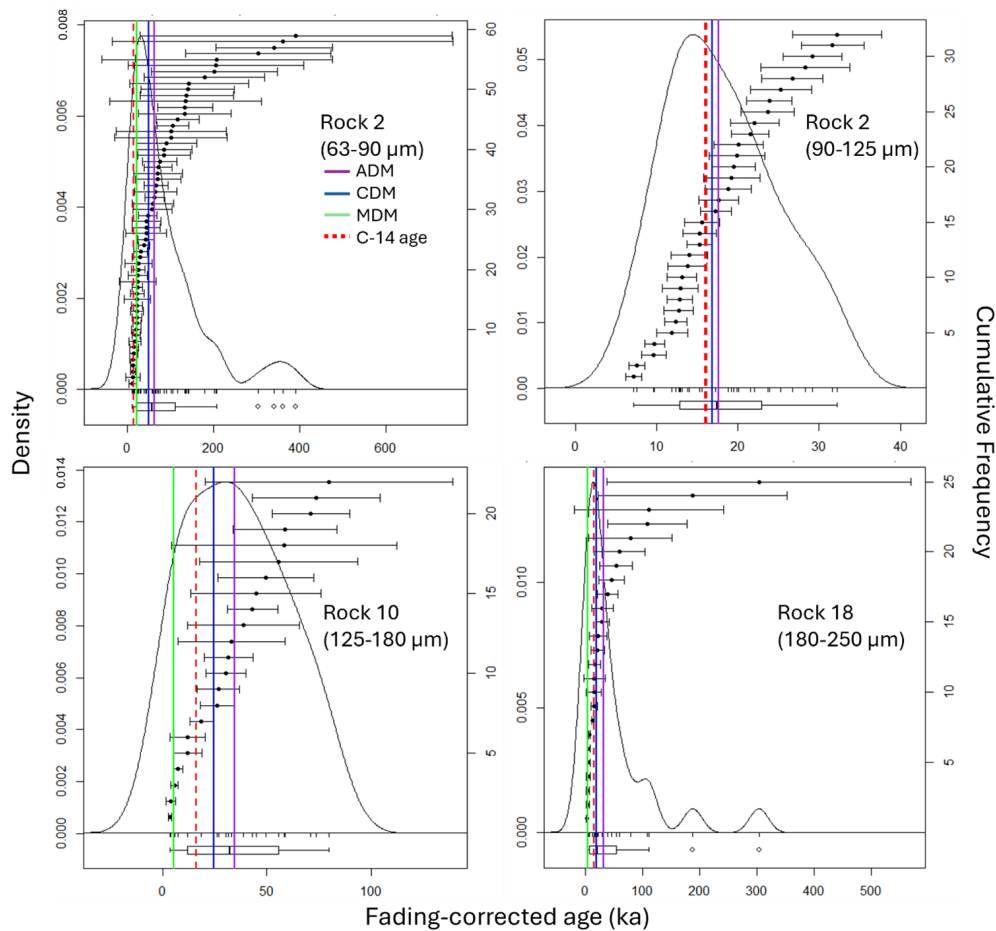 Density
Cumulative Frequency
Fading-corrected age (ka)
Rock 2
(63-90 µm)
ADM
CDM
MDM
C-14 age
0.008
0.006
0.004
0.002
0.000
60
50
40
30
20
10
0 200 400 600
Rock 2
(90-125 µm)
0.05
0.04
0.03
0.02
0.01
0.00
30
25
20
15
10
5
0 10 20 30 40
Rock 10
(125-180 µm)
0.014
0.012
0.010
0.008
0.006
0.004
0.002
0.000
20
15
10
5
0 50 100
Rock 18
(180-250 µm)
0.010
0.005
0.000
25
20
15
10
5
0 100 200 300 400 500